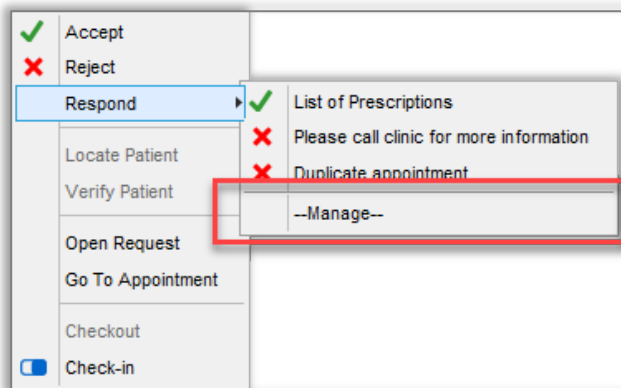 Accept
Reject
Respond
List of Prescriptions
Please call clinic for more information
Duplicate appointment
--Manage--
Locate Patient
Verify Patient
Open Request
Go To Appointment
Checkout
Check-in